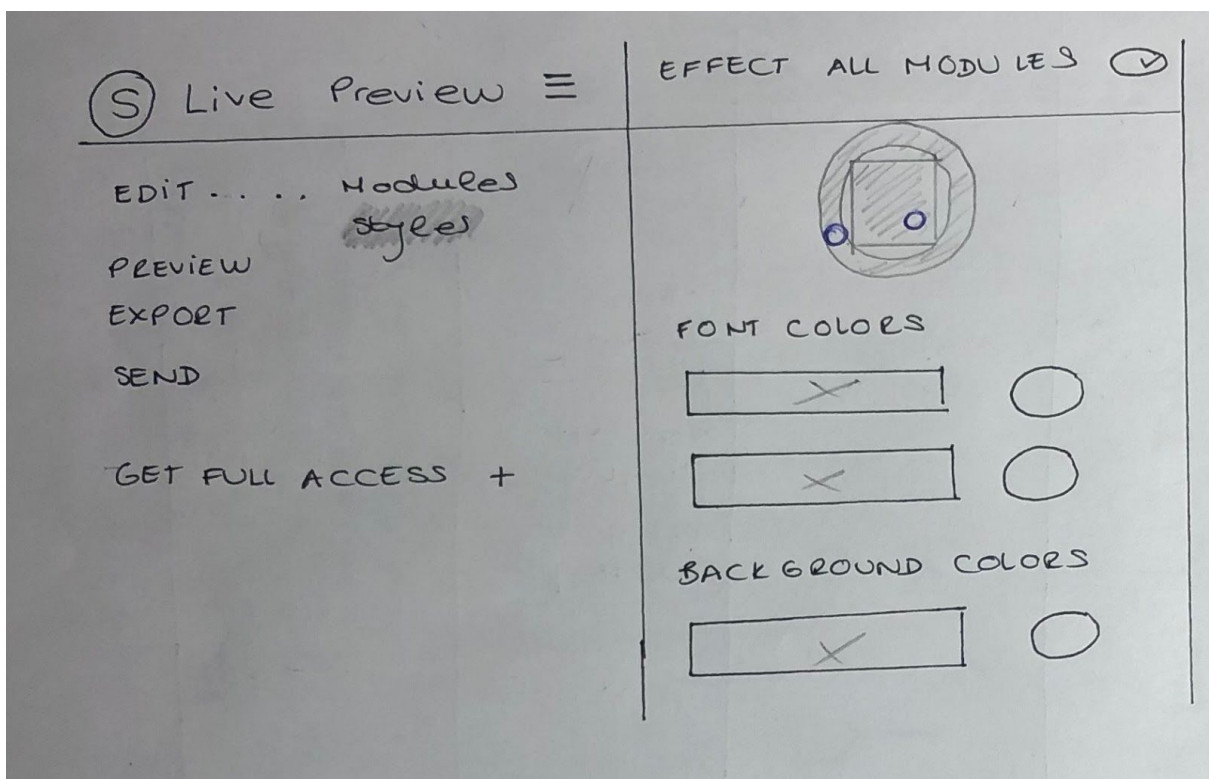 S Live Preview
EDIT..... Modules
Styles
PREVIEW
EXPORT
SEND
GET FULL ACCESS +
EFFECT ALL MODULES
FONT COLORS
BACKGROUND COLORS